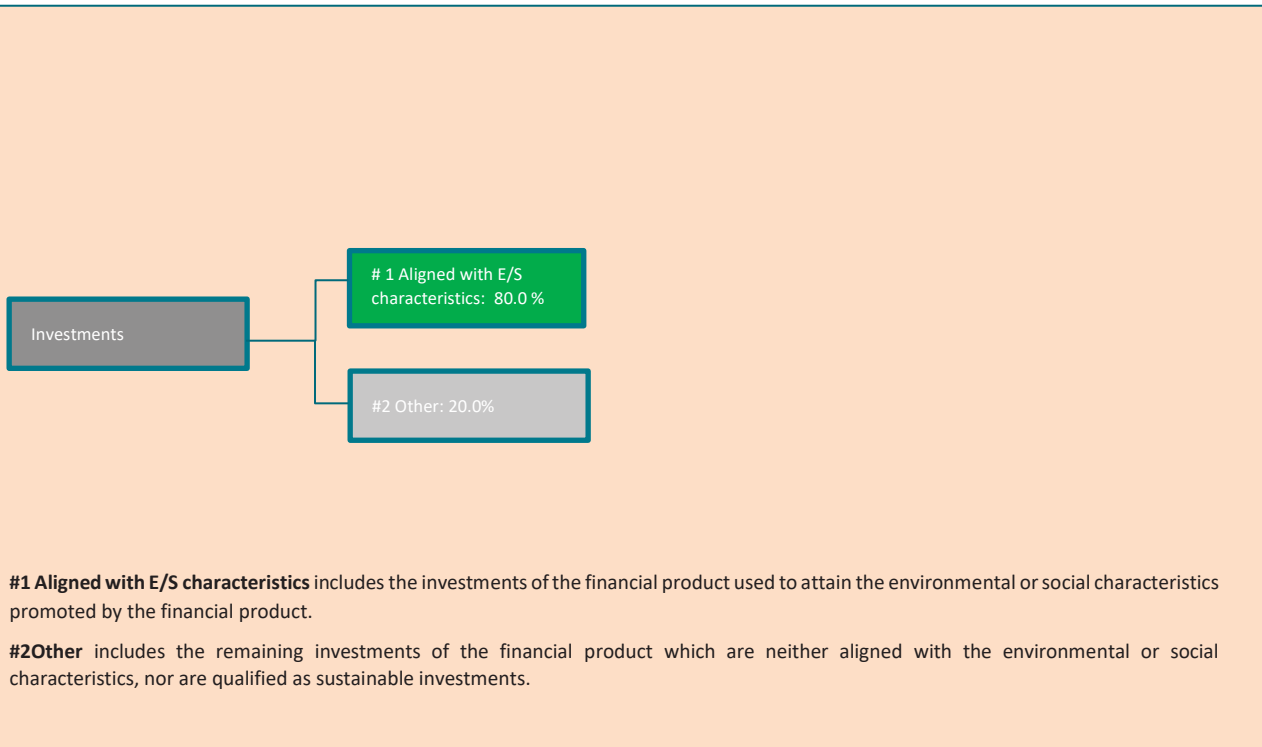 # 1 Aligned with E/S
characteristics: 80.0 %
Investments
#2 Other: 20.0%
#1 Aligned with E/S characteristics includes the investments of the financial product used to attain the environmental or social characteristics
promoted by the financial product.
#2Other includes the remaining investments of the financial product which are neither aligned with the environmental or social
characteristics, nor are qualified as sustainable investments.